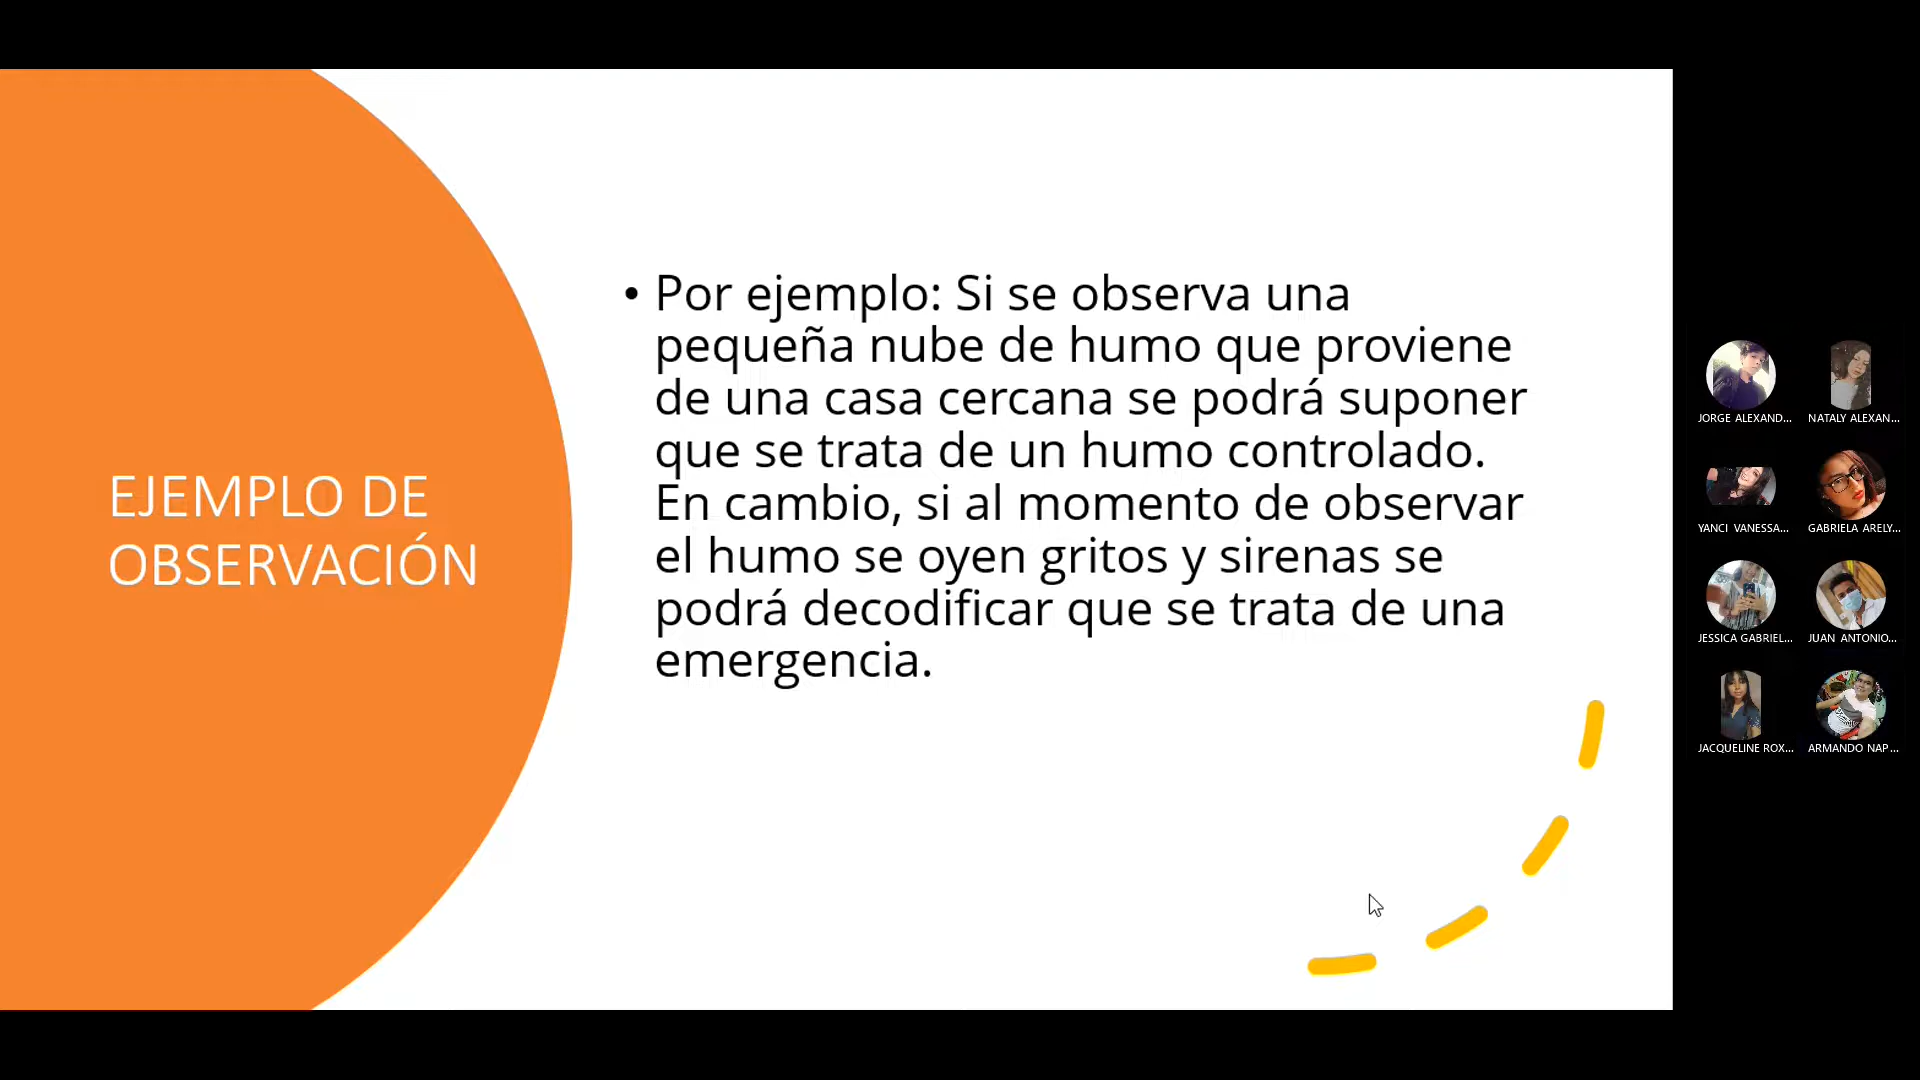 EJEMPLO DE
OBSERVACIÓN
• Por ejemplo: Si se observa una
pequeña nube de humo que proviene
de una casa cercana se podrá suponer
que se trata de un humo controlado.
En cambio, si al momento de observar
el humo se oyen gritos y sirenas se
podrá decodificar que se trata de una
emergencia.
JORGE ALEXAND...
NATALY ALEXAN...
YANCI VANESSA...
GABRIELA ARELY...
JESSICA GABRIEL...
JUAN ANTONIO...
JACQUELINE ROX...
ARMANDO NAP...